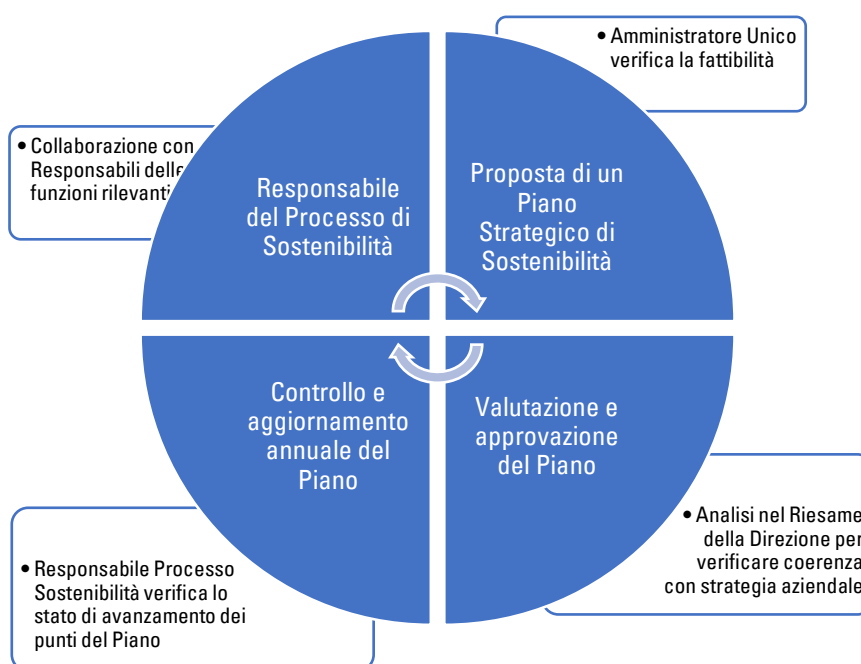 • Amministratore Unico
verifica la fattibilità
• Collaborazione con
Responsabili delle
funzioni rilevanti
Responsabile
del Processo di
Sostenibilità
Proposta di un
Piano
Strategico di
Sostenibilità
Controllo e
aggiornamento
annuale del
Piano
Valutazione e
approvazione
del Piano
• Responsabile Processo
Sostenibilità verifica lo
stato di avanzamento dei
punti del Piano
• Analisi nel Riesame
della Direzione per
verificare coerenza
con strategia aziendale